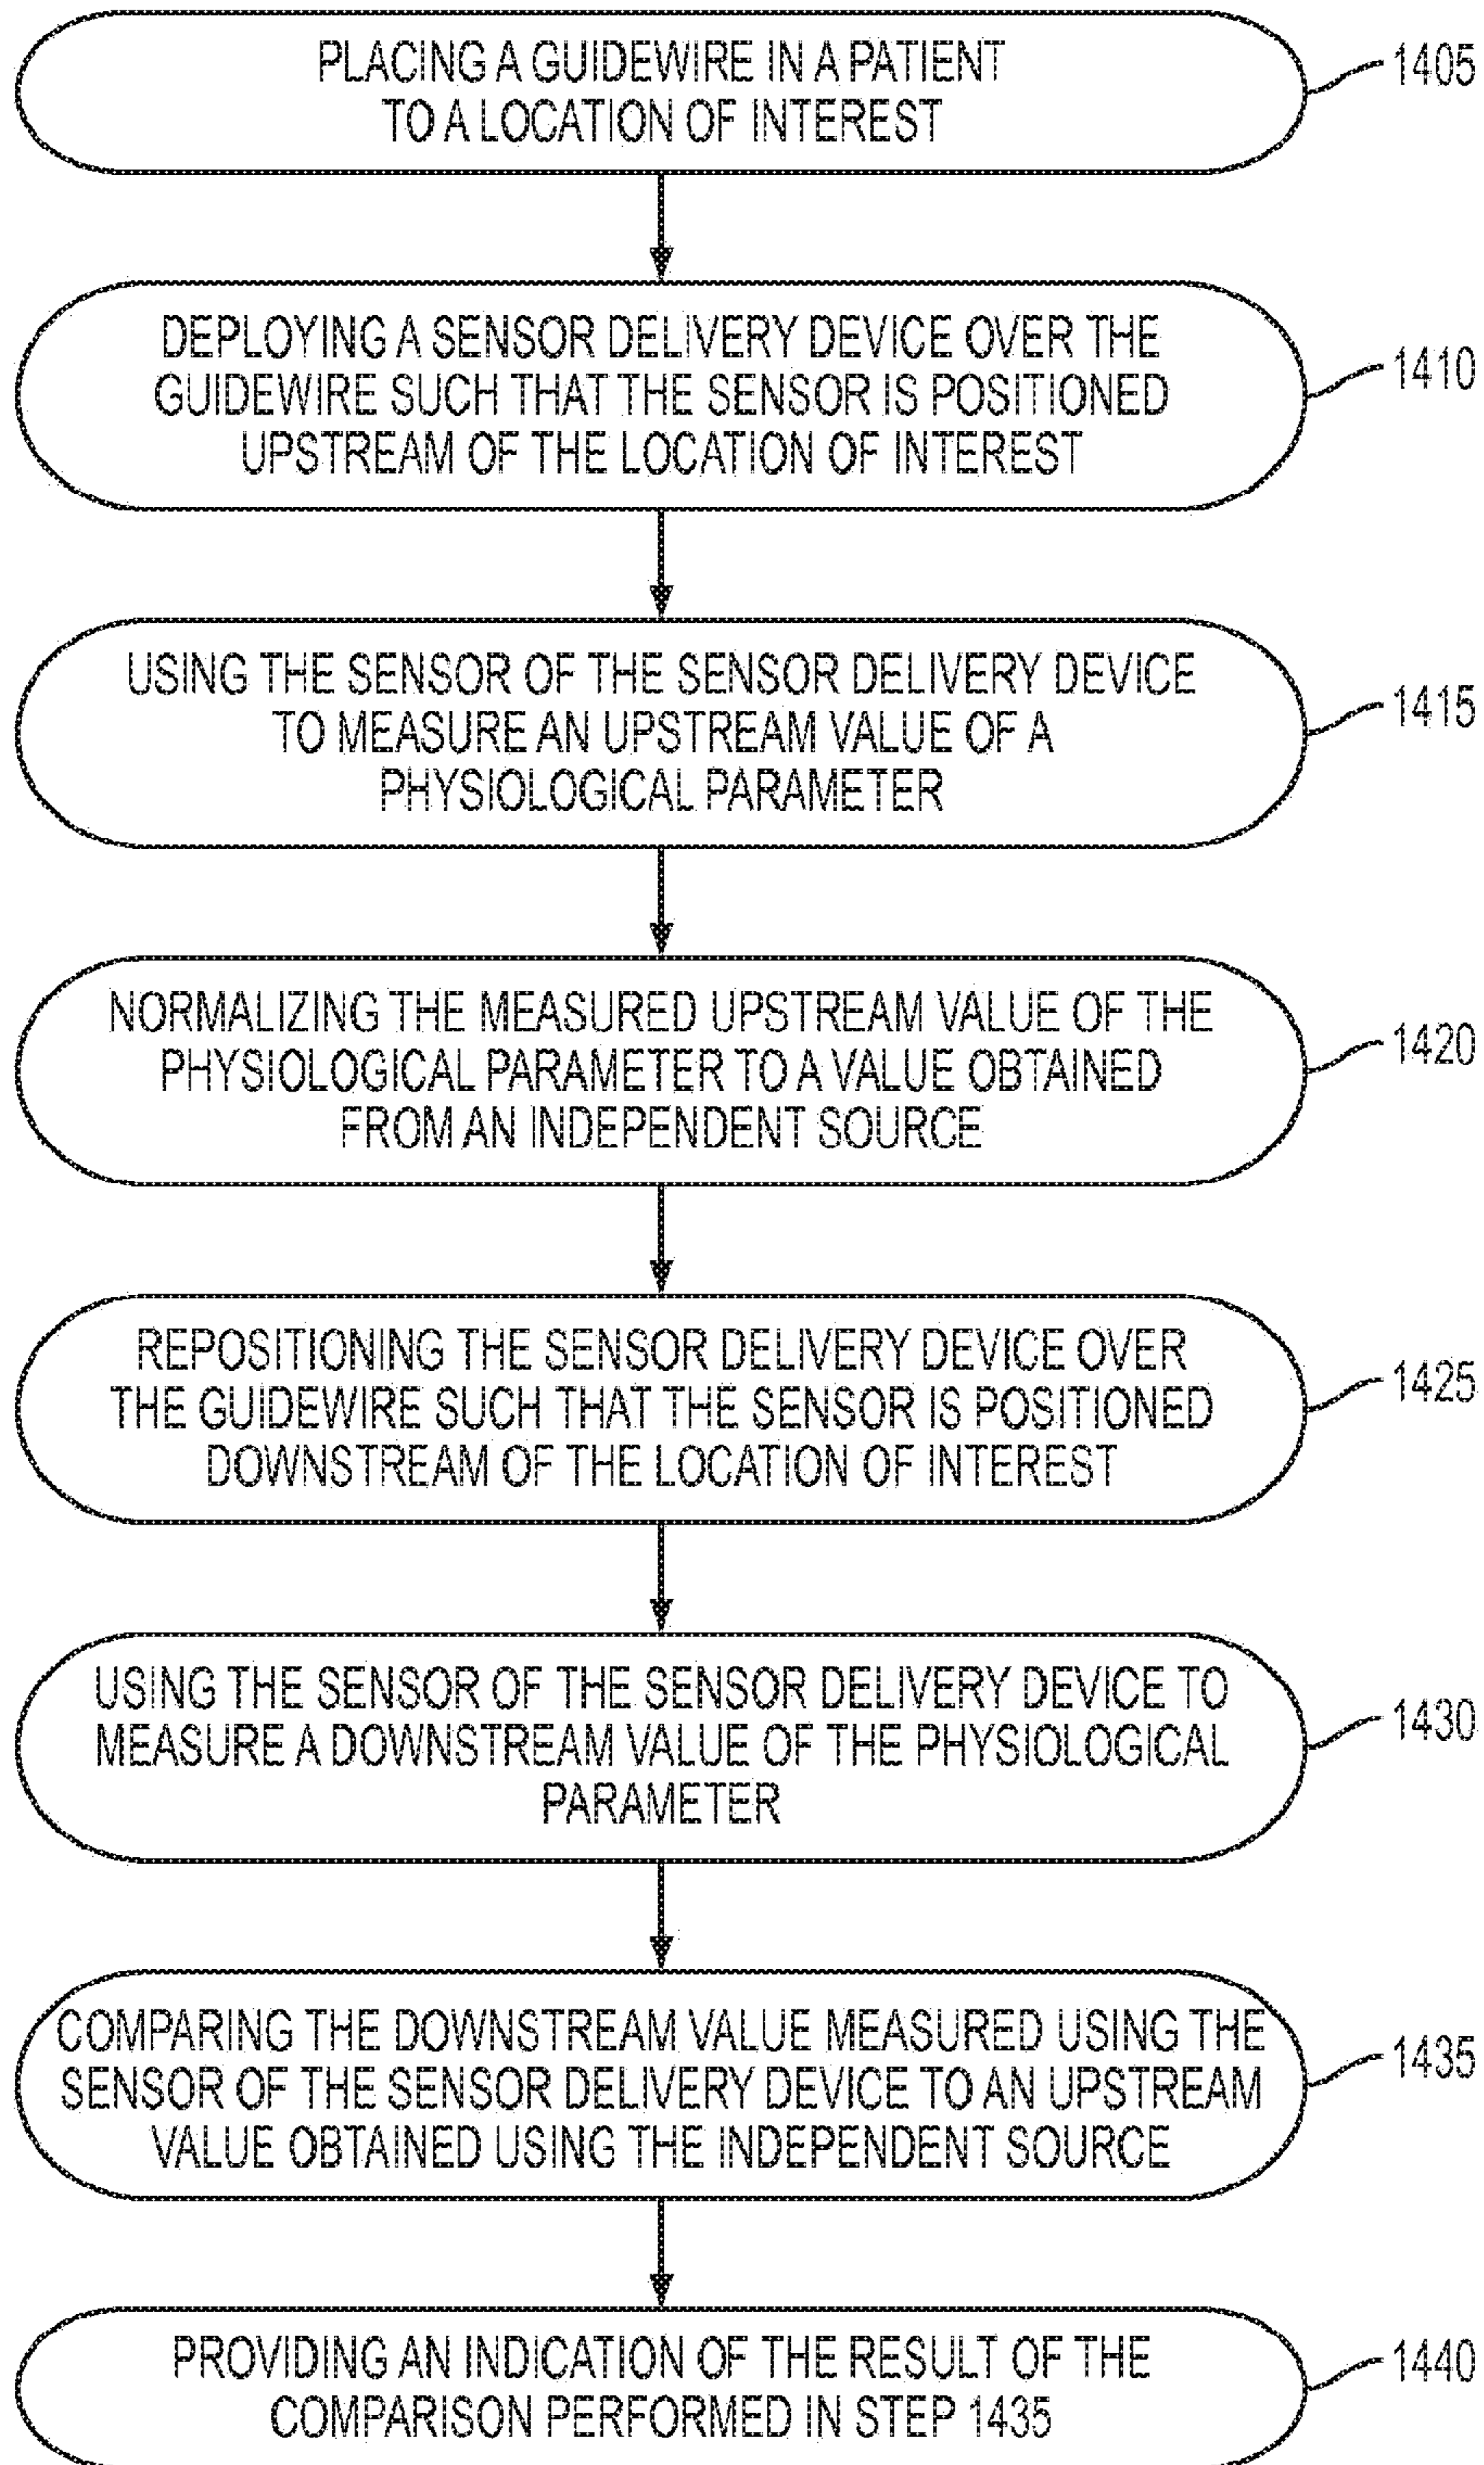 PLACING A GUIDEWIRE IN A PATIENT
TO A LOCATION OF INTEREST
1405
DEPLOYING A SENSOR DELIVERY DEVICE OVER THE
GUIDEWIRE SUCH THAT THE SENSOR IS POSITIONED
UPSTREAM OF THE LOCATION OF INTEREST
1410
USING THE SENSOR OF THE SENSOR DELIVERY DEVICE
TO MEASURE AN UPSTREAM VALUE OF A
PHYSIOLOGICAL PARAMETER
1415
NORMALIZING THE MEASURED UPSTREAM VALUE OF THE
PHYSIOLOGICAL PARAMETER TO A VALUE OBTAINED
FROM AN INDEPENDENT SOURCE
1420
REPOSITIONING THE SENSOR DELIVERY DEVICE OVER
THE GUIDEWIRE SUCH THAT THE SENSOR IS POSITIONED
DOWNSTREAM OF THE LOCATION OF INTEREST
1425
USING THE SENSOR OF THE SENSOR DELIVERY DEVICE TO
MEASURE A DOWNSTREAM VALUE OF THE PHYSIOLOGICAL
PARAMETER
1430
COMPARING THE DOWNSTREAM VALUE MEASURED USING THE
SENSOR OF THE SENSOR DELIVERY DEVICE TO AN UPSTREAM
VALUE OBTAINED USING THE INDEPENDENT SOURCE
1435
PROVIDING AN INDICATION OF THE RESULT OF THE
COMPARISON PERFORMED IN STEP 1435
1440